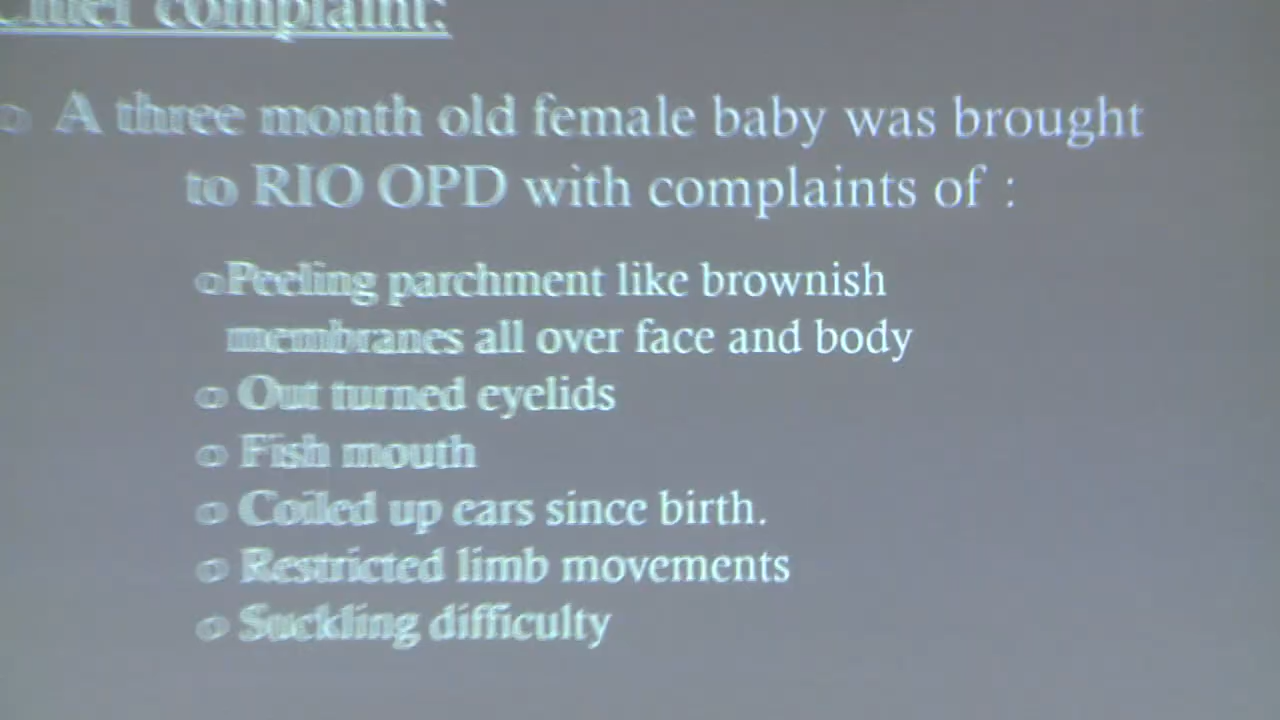 Chief complaint:
o A three month old female baby was brought
to RIO OPD with complaints of :
o Peeling parchment like brownish
membranes all over face and body
o Out turned eyelids
o Fish mouth
o Coiled up ears since birth.
o Restricted limb movements
o Suckling difficulty